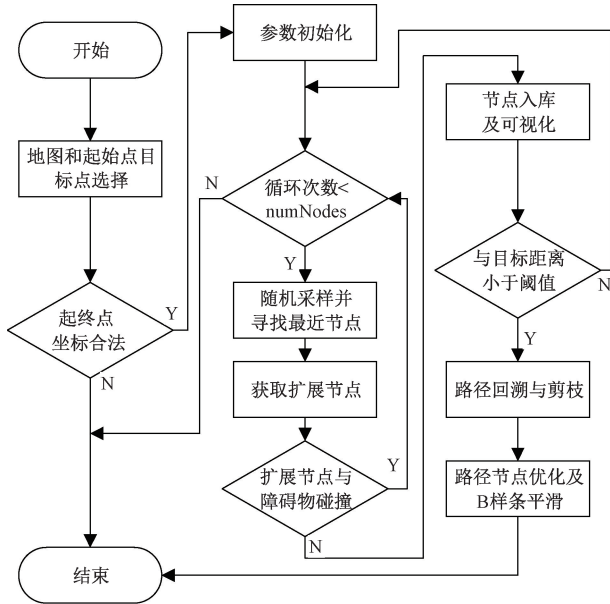 开始
地图和起始点目
标点选择
起终点
坐标合法
Y
N
结束
参数初始化
循环次数<
numNodes
N
Y
随机采样并
寻找最近节点
获取扩展节点
扩展节点与
障碍物碰撞
Y
N
节点入库
及可视化
与目标距离
小于阈值
N
Y
路径回溯与剪枝
路径节点优化及
B样条平滑